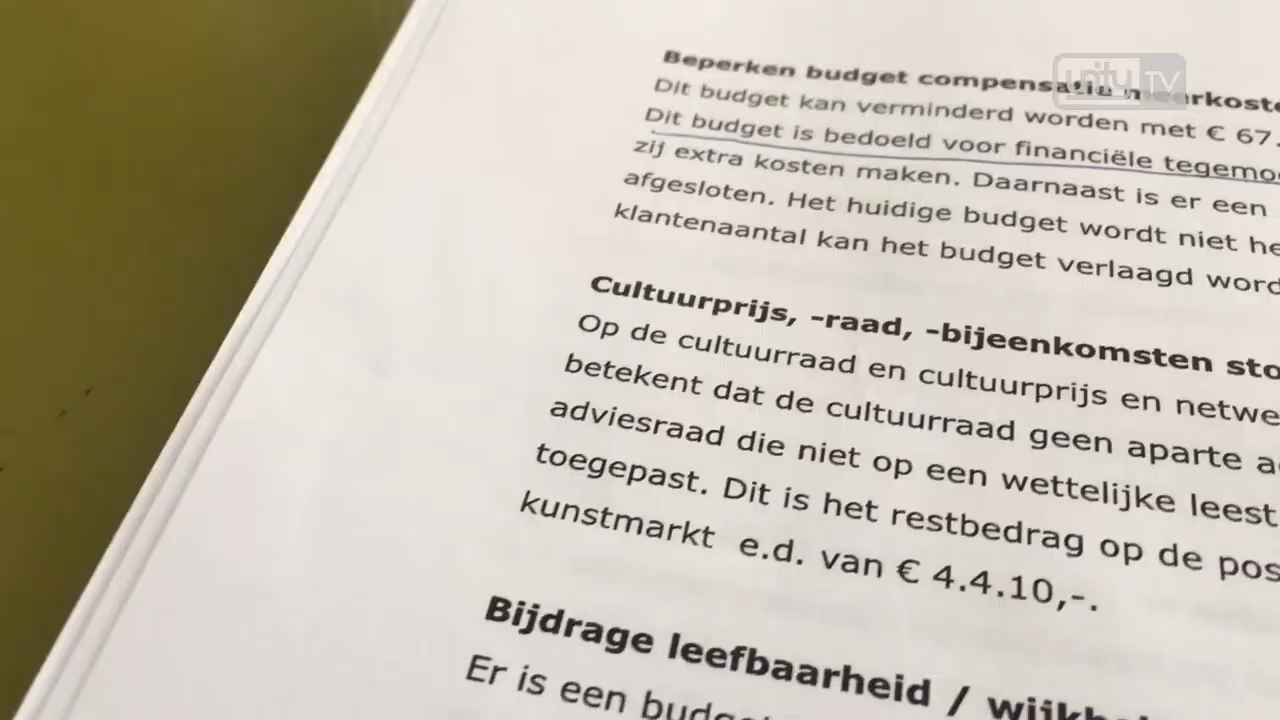 Beperken budget compensatie meerkoste
Dit budget kan verminderd worden met € 67.
Dit budget is bedoeld voor financiële tegemo
zij extra kosten maken. Daarnaast is er een
afgesloten. Het huidige budget wordt niet he
klantenaantal kan het budget verlaagd word
Cultuurprijs, -raad, -bijeenkomsten sto
Op de cultuurraad en cultuurprijs en netwe
betekent dat de cultuurraad geen aparte a
adviesraad die niet op een wettelijke leest
toegepast. Dit is het restbedrag op de pos
kunstmarkt e.d. van € 4.4.10,-.
Bijdrage leefbaarheid / wijkb
Er is een budget
unity TV